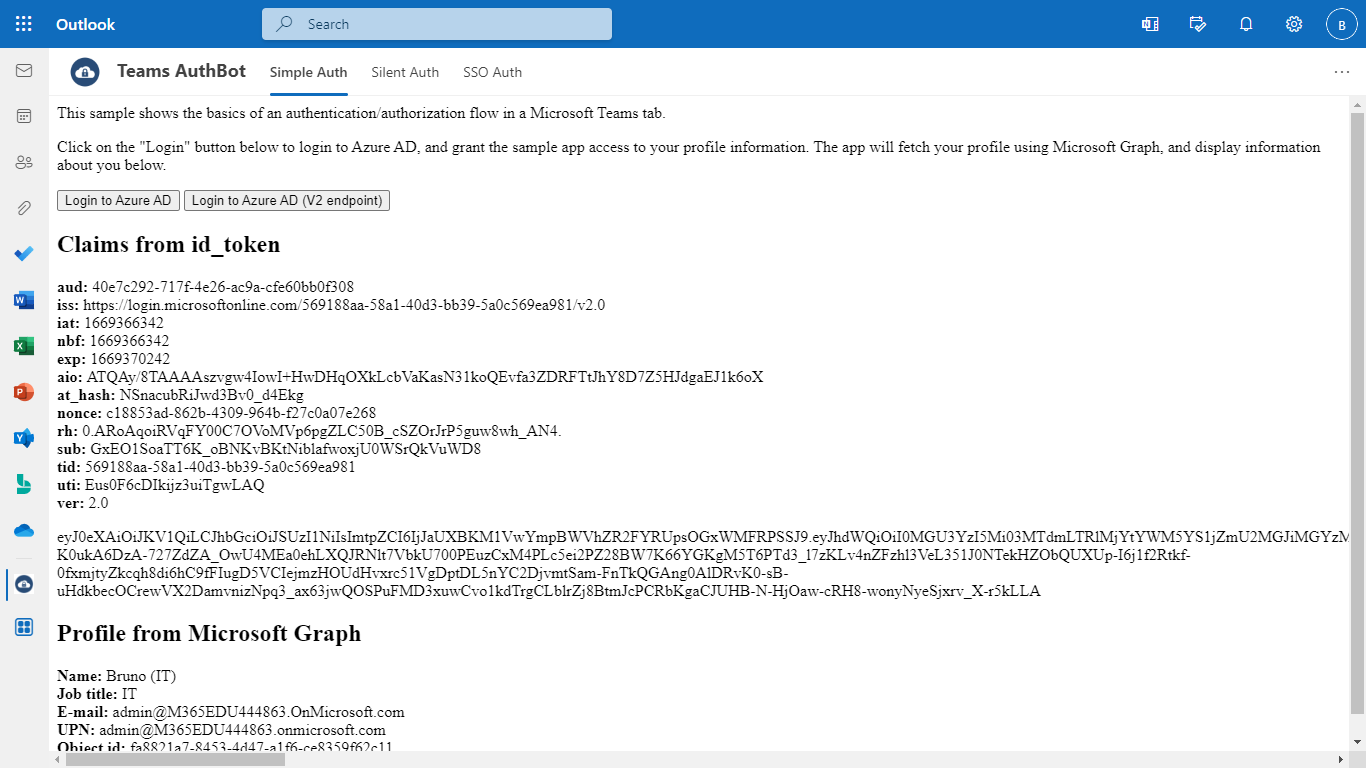 Outlook
Search
B
Teams AuthBot
Simple Auth
Silent Auth
SSO Auth
This sample shows the basics of an authentication/authorization flow in a Microsoft Teams tab.
Click on the "Login" button below to login to Azure AD, and grant the sample app access to your profile information. The app will fetch your profile using Microsoft Graph, and display information
about you below.
Login to Azure AD
Login to Azure AD (V2 endpoint)
Claims from id_token
aud: 40e7c292-717f-4e26-ac9a-cfe60bb0f308
iss: https://login.microsoftonline.com/569188aa-58a1-40d3-bb39-5a0c569ea981/v2.0
iat: 1669366342
nbf: 1669366342
exp: 1669370242
aio: ATQAy/8TAAAAszvgw4IowI+HwDHqOXkLcbVaKasN31koQEvfa3ZDRFTtJhY8D7Z5HJdgaEJ1k6oX
at_hash: NSnacubRiJwd3Bv0_d4Ekg
nonce: c18853ad-862b-4309-964b-f27c0a07e268
rh: 0.ARoAqoiRVqFY00C7OVoMVp6pgZLC50B_cSZOrJrP5guw8wh_AN4.
sub: GxEO1SoaTT6K_oBNKvBKtNiblafwoxjU0WSrQkVuWD8
tid: 569188aa-58a1-40d3-bb39-5a0c569ea981
uti: Eus0F6cDIkijz3uiTgwLAQ
ver: 2.0
eyJ0eXAiOiJKV1QiLCJhbGciOiJSUzI1NiIsImtpZCI6IjJaUXBKM1VwYmpBWVhZR2FYRUpsOGxWMFRPSSJ9.eyJhdWQiOiI0MGU3YzI5Mi03MTdmLTRlMjYtYWM5YS1jZmU2MGJiMGYzM
K0ukA6DzA-727ZdZA_OwU4MEa0ehLXQJRNlt7VbkU700PEuzCxM4PLc5ei2PZ28BW7K66YGKgM5T6PTd3_l7zKLv4nZFzhl3VeL351J0NTekHZObQUXUp-I6j1f2Rtkf-
0fxmjtyZkcqh8di6hC9fFIugD5VCIejmzHOUdHvxrc51VgDptDL5nYC2DjvmtSam-FnTkQGAng0AlDRvK0-sB-
uHdkbecOCrewVX2DamvnizNpq3_ax63jwQOSPuFMD3xuwCvo1kdTrgCLblrZj8BtmJcPCRbKgaCJUHB-N-HjOaw-cRH8-wonyNyeSjxrv_X-r5kLLA
Profile from Microsoft Graph
Name: Bruno (IT)
Job title: IT
E-mail: admin@M365EDU444863.OnMicrosoft.com
UPN: admin@M365EDU444863.onmicrosoft.com
Object id: fa8821a7-8453-4d47-a1f6-ce8359f62c11